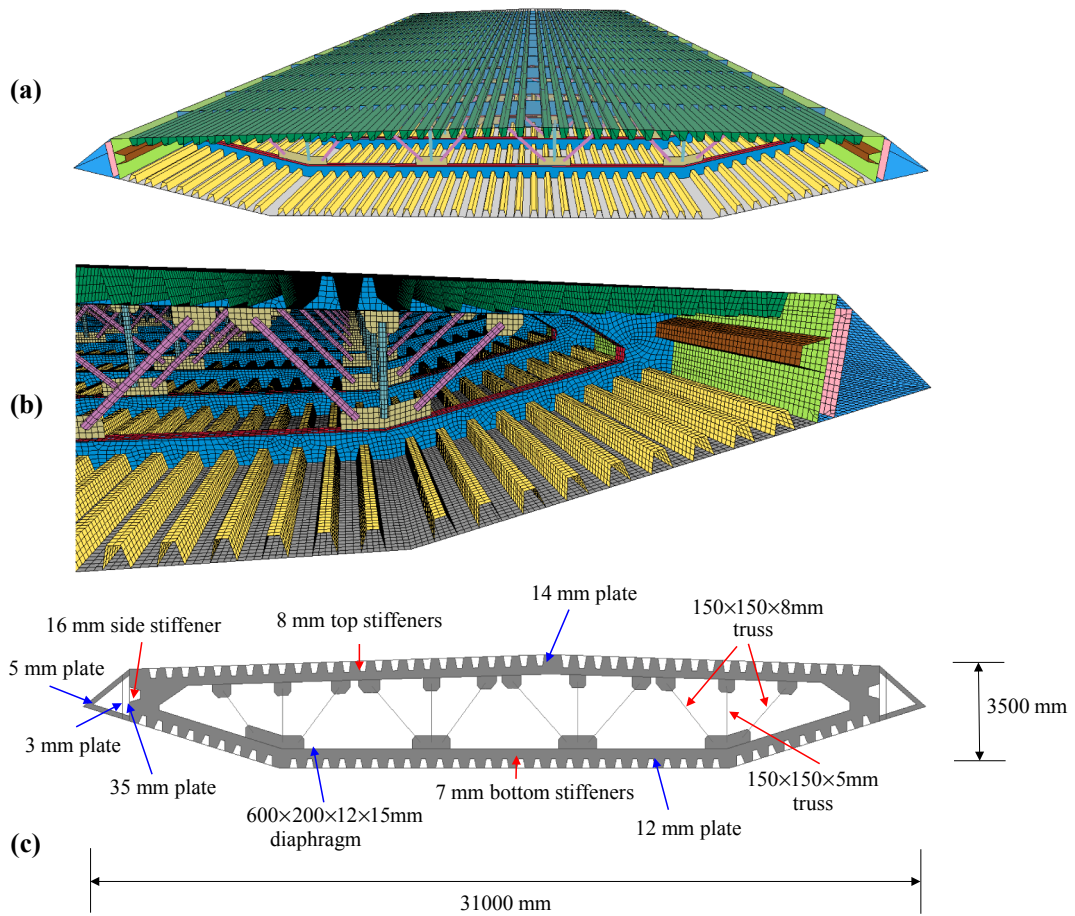 (a)
(b)
14 mm plate
150×150×8mm
truss
16 mm side stiffener
8 mm top stiffeners
5 mm plate
3500 mm
3 mm plate
35 mm plate
7 mm bottom stiffeners
150×150×5mm
truss
600×200×12×15mm
diaphragm
12 mm plate
(c)
31000 mm